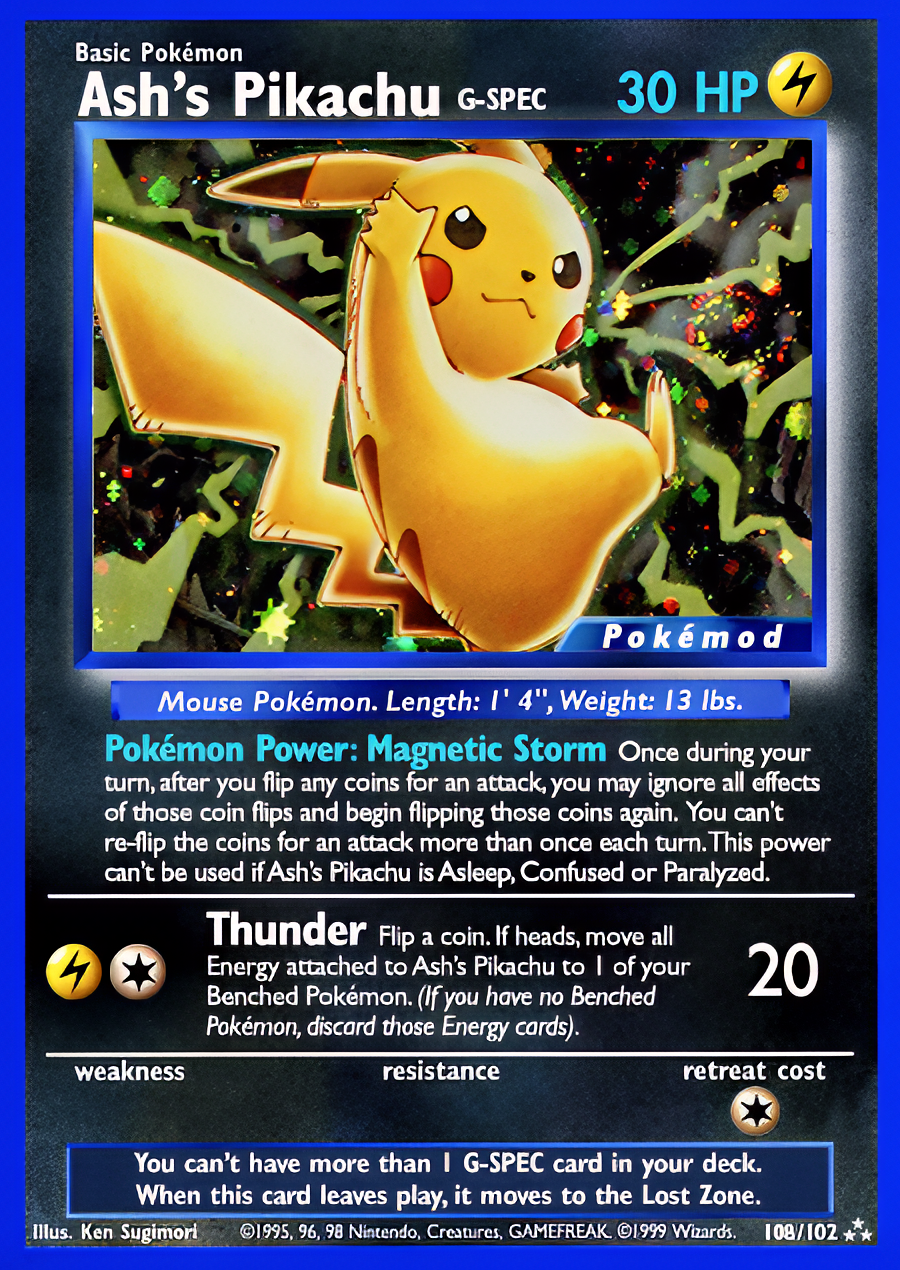 Basic Pokémon
Ash's Pikachu G-SPEC 30 HP
Pokémod
Mouse Pokémon. Length: 1' 4", Weight: 13 lbs.
Pokémon Power: Magnetic Storm Once during your
turn, after you flip any coins for an attack, you may ignore all effects
of those coin flips and begin flipping those coins again. You can't
re-flip the coins for an attack more than once each turn. This power
can't be used if Ash's Pikachu is Asleep, Confused or Paralyzed.
Thunder Flip a coin. If heads, move all
Energy attached to Ash's Pikachu to 1 of your
Benched Pokémon. (If you have no Benched
Pokémon, discard those Energy cards).
20
weakness resistance retreat cost
You can't have more than 1 G-SPEC card in your deck.
When this card leaves play, it moves to the Lost Zone.
Illus. Ken Sugimori ©1995, 96, 98 Nintendo, Creatures, GAMEFREAK. ©1999 Wizards. 108/102